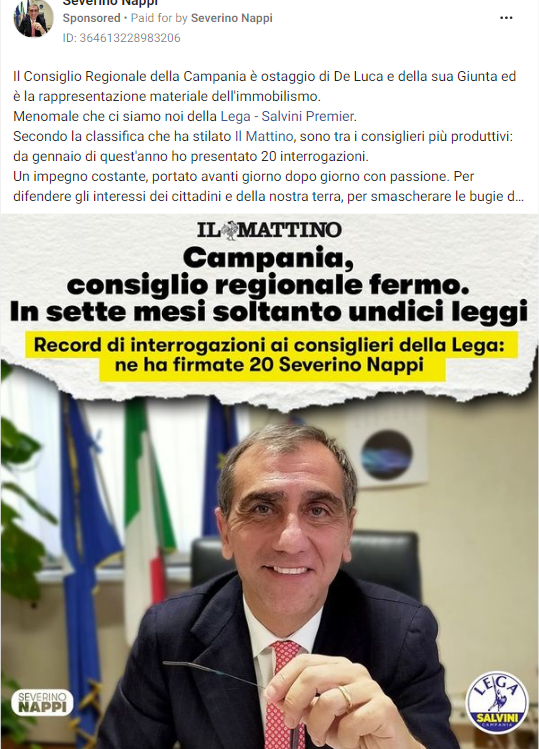 Severino Nappi
Sponsored • Paid for by Severino Nappi
ID: 364613228983206
Il Consiglio Regionale della Campania è ostaggio di De Luca e della sua Giunta ed
è la rappresentazione materiale dell'immobilismo.
Menomale che ci siamo noi della Lega - Salvini Premier.
Secondo la classifica che ha stilato Il Mattino, sono tra i consiglieri più produttivi:
da gennaio di quest'anno ho presentato 20 interrogazioni.
Un impegno costante, portato avanti giorno dopo giorno con passione. Per
difendere gli interessi dei cittadini e della nostra terra, per smascherare le bugie d...
IL MATTINO
Campania,
consiglio regionale fermo.
In sette mesi soltanto undici leggi
Record di interrogazioni ai consiglieri della Lega:
ne ha firmate 20 Severino Nappi
SEVERINO
NAPPI
LEGA
SALVINI
CAMPANIA